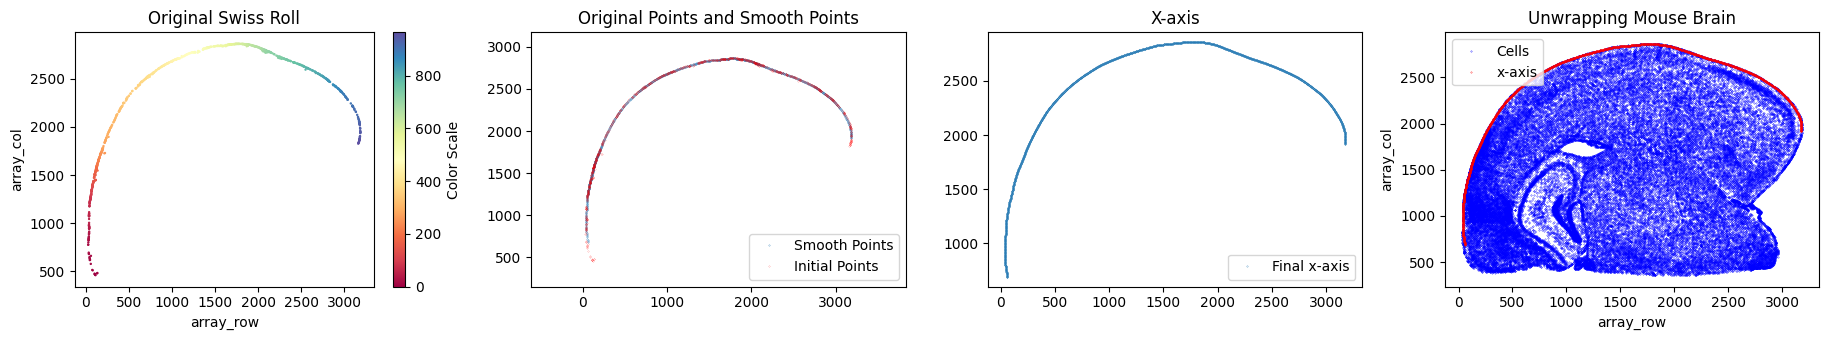 Original Swiss Roll
array_col
2500
2000
1500
1000
500
0 500 1000 1500 2000 2500 3000
array_row
800
600
400
200
0
Color Scale
Original Points and Smooth Points
3000
2500
2000
1500
1000
500
Smooth Points
Initial Points
0 1000 2000 3000
X-axis
2500
2000
1500
1000
Final x-axis
0 500 1000 1500 2000 2500 3000
Unwrapping Mouse Brain
array_col
Cells
x-axis
2500
2000
1500
1000
500
0 500 1000 1500 2000 2500 3000
array_row